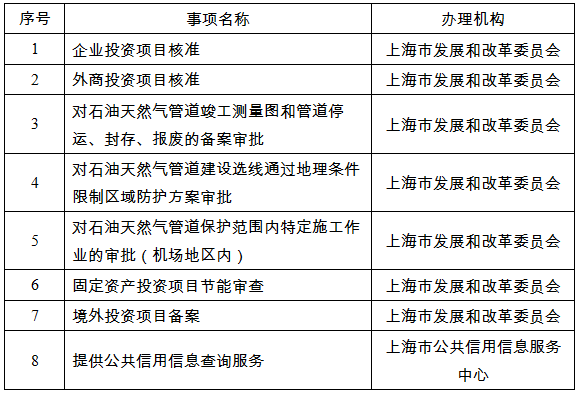 序号 事项名称 办理机构
1 企业投资项目核准 上海市发展和改革委员会
2 外商投资项目核准 上海市发展和改革委员会
3 对石油天然气管道竣工测量图和管道停
运、封存、报废的备案审批 上海市发展和改革委员会
4 对石油天然气管道建设选线通过地理条件
限制区域防护方案审批 上海市发展和改革委员会
5 对石油天然气管道保护范围内特定施工作
业的审批（机场地区内） 上海市发展和改革委员会
6 固定资产投资项目节能审查 上海市发展和改革委员会
7 境外投资项目备案 上海市发展和改革委员会
8 提供公共信用信息查询服务 上海市公共信用信息服务
中心